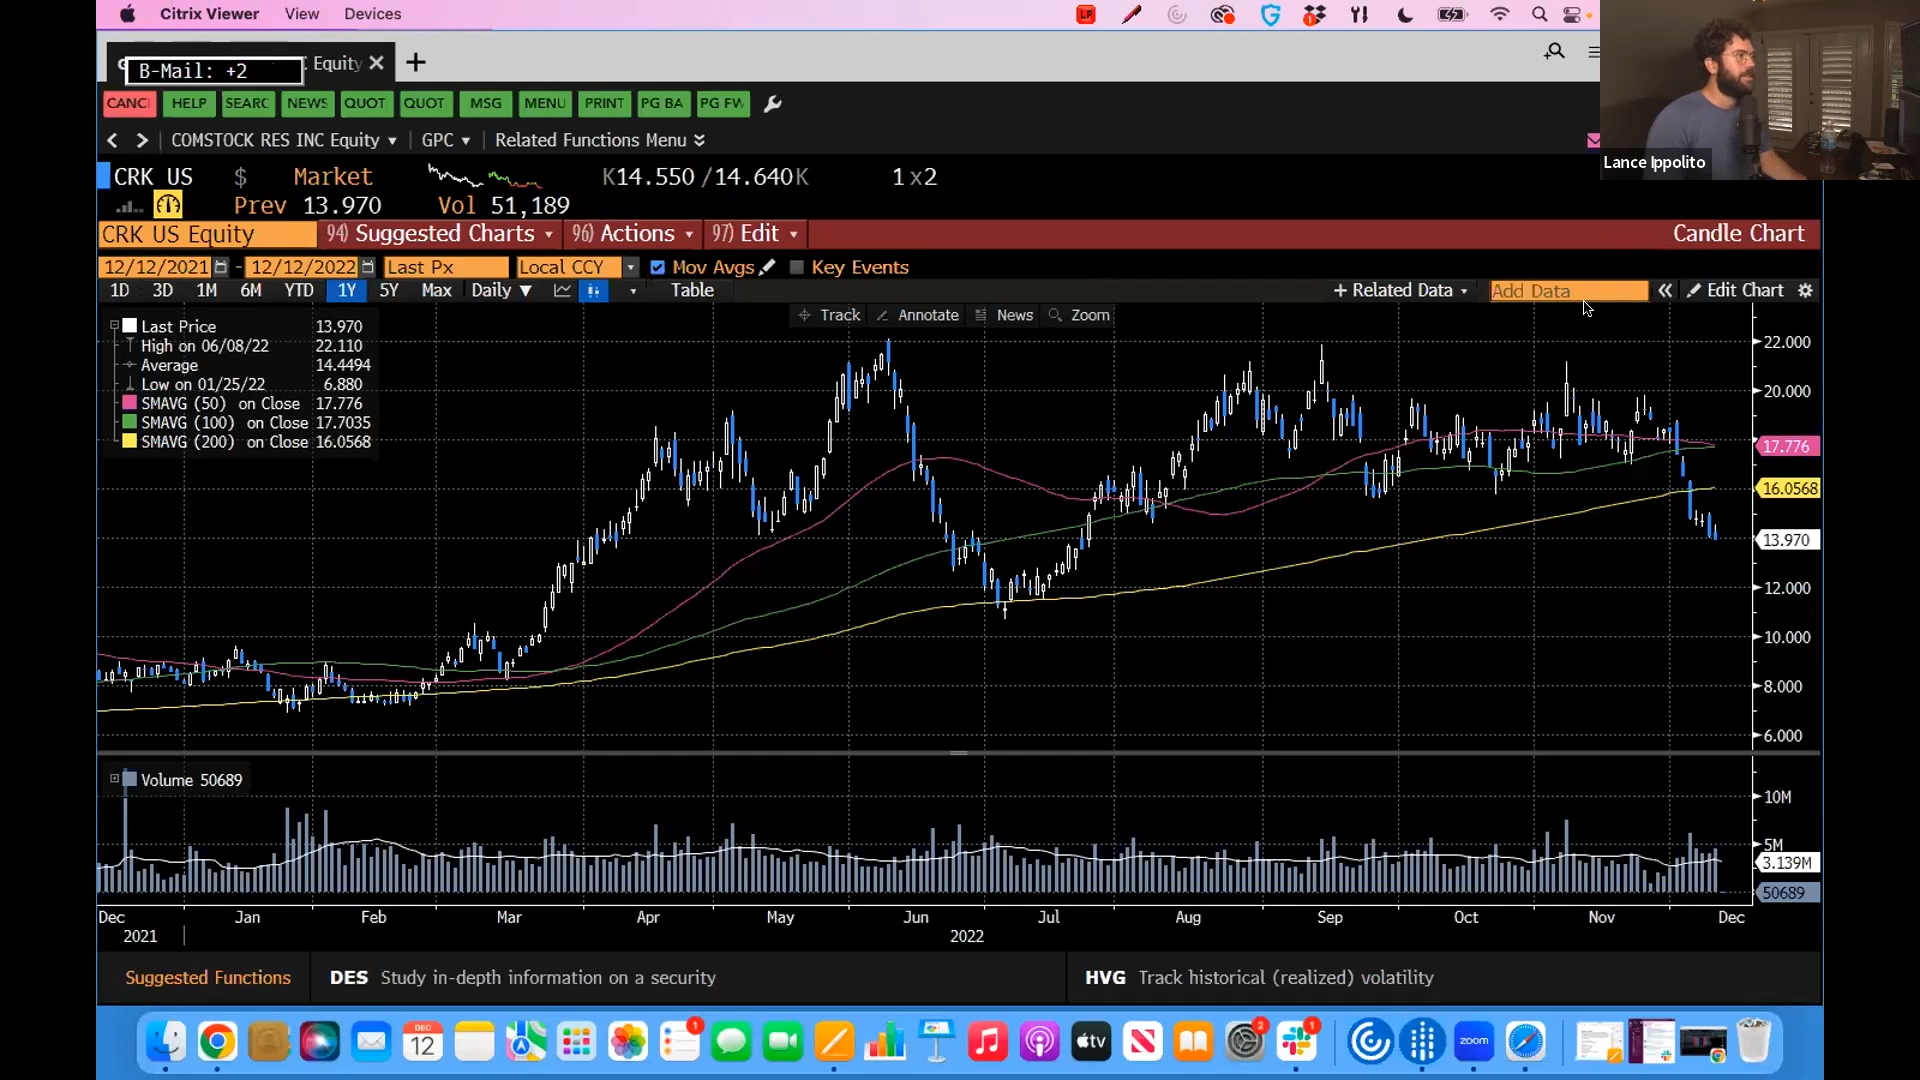 Citrix Viewer View Devices
B-Mail: +2 Equity
CANC HELP SEARC NEWS QUOT QUOT MSG MENU PRINT PG BA PG FW
COMSTOCK RES INC Equity GPC Related Functions Menu
Lance Ippolito
CRK US $ Market K14.550 /14.640K 1x2
Prev 13.970 Vol 51,189
CRK US Equity 94) Suggested Charts 96) Actions 97) Edit Candle Chart
12/12/2021 - 12/12/2022 Last Px Local CCY Mov Avgs Key Events
1D 3D 1M 6M YTD 1Y 5Y Max Daily Table + Related Data Add Data Edit Chart
Track Annotate News Zoom
Last Price 13.970
High on 06/08/22 22.110
Average 14.4494
Low on 01/25/22 6.880
SMAVG (50) on Close 17.776
SMAVG (100) on Close 17.7035
SMAVG (200) on Close 16.0568
22.000
20.000
17.776
16.0568
13.970
12.000
10.000
8.000
6.000
Volume 50689
10M
5M
3.139M
50689
Dec Jan Feb Mar Apr May Jun Jul Aug Sep Oct Nov Dec
2021 2022
Suggested Functions DES Study in-depth information on a security HVG Track historical (realized) volatility
DEC
12
1
tv
2
1
zoom